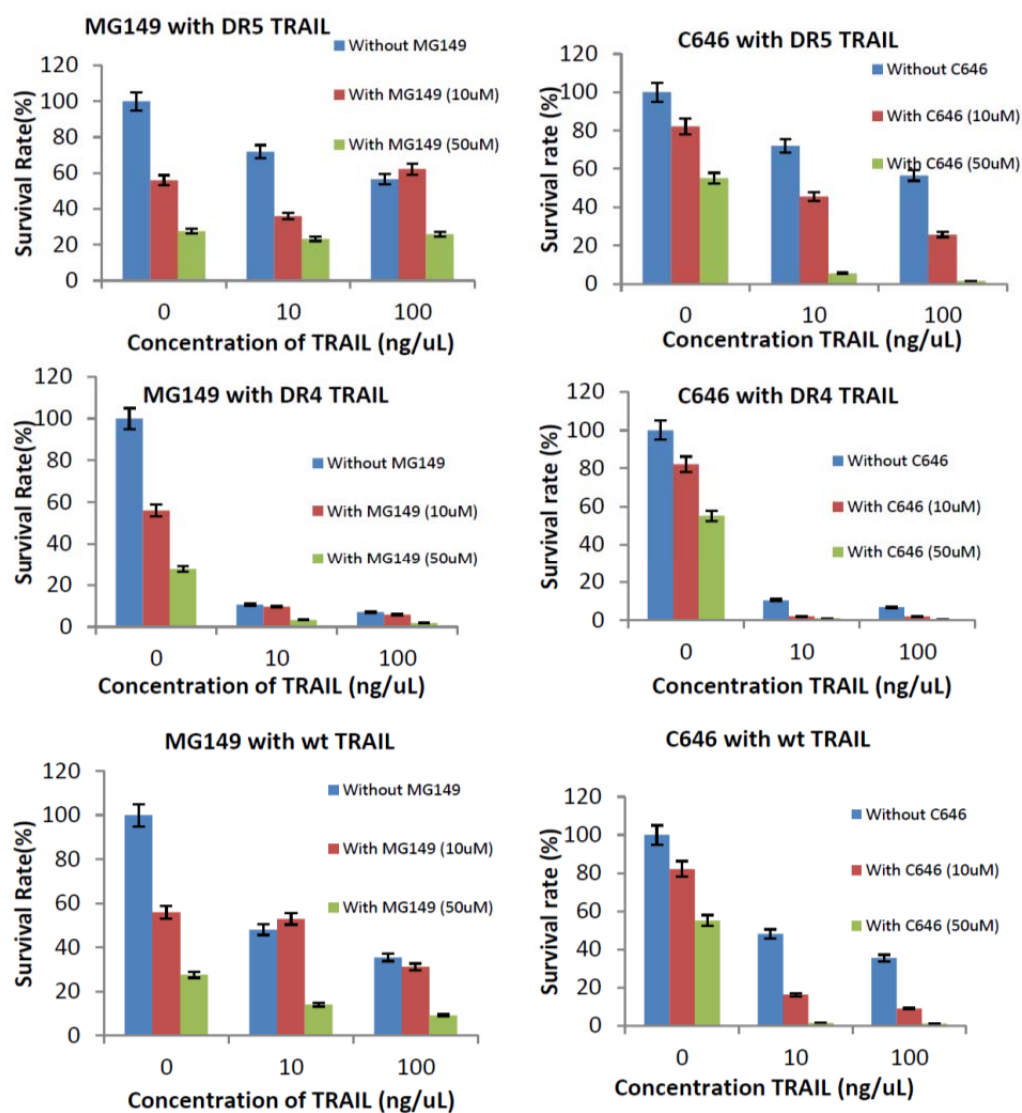 MG149 with DR5 TRAIL
Survival Rate(%)
120
100
80
60
40
20
0
Without MG149
With MG149 (10uM)
With MG149 (50uM)
0 10 100
Concentration of TRAIL (ng/uL)
C646 with DR5 TRAIL
Survival rate (%)
120
100
80
60
40
20
0
Without C646
With C646 (10uM)
With C646 (50uM)
0 10 100
Concentration TRAIL (ng/uL)
MG149 with DR4 TRAIL
Survival Rate(%)
120
100
80
60
40
20
0
Without MG149
With MG149 (10uM)
With MG149 (50uM)
0 10 100
Concentration of TRAIL (ng/uL)
C646 with DR4 TRAIL
Survival rate (%)
120
100
80
60
40
20
0
Without C646
With C646 (10uM)
With C646 (50uM)
0 10 100
Concentration TRAIL (ng/uL)
MG149 with wt TRAIL
Survival Rate(%)
120
100
80
60
40
20
0
Without MG149
With MG149 (10uM)
With MG149 (50uM)
0 10 100
Concentration of TRAIL (ng/uL)
C646 with wt TRAIL
Survival rate (%)
120
100
80
60
40
20
0
Without C646
With C646 (10uM)
With C646 (50uM)
0 10 100
Concentration TRAIL (ng/uL)